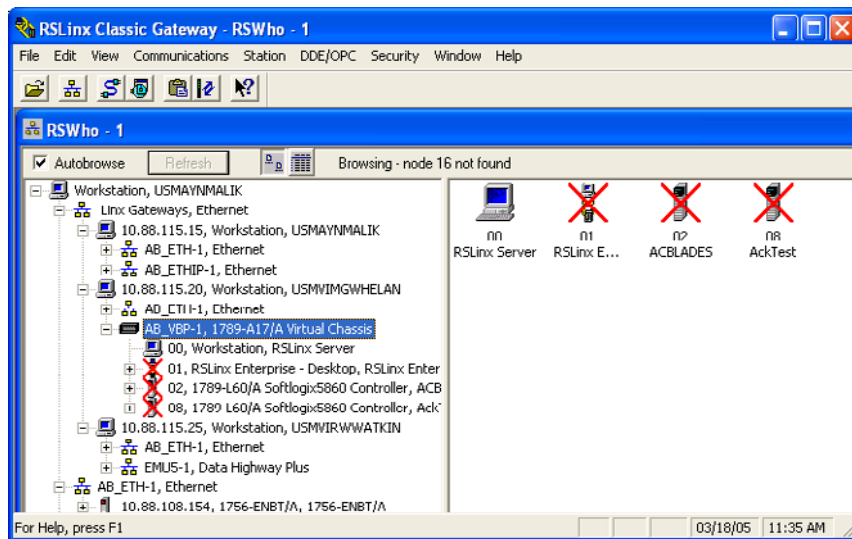 RSLinx Classic Gateway - RSWho - 1
File Edit View Communications Station DDE/OPC Security Window Help
RSWho - 1
Autobrowse Refresh Browsing - node 16 not found
Workstation, USMAYNMALIK
Linx Gateways, Ethernet
10.88.115.15, Workstation, USMAYNMALIK
AB_ETH-1, Ethernet
AB_ETHIP-1, Ethernet
10.88.115.20, Workstation, USMVIMGWHELAN
AB_ETH-1, Ethernet
AB_VBP-1, 1789-A17/A Virtual Chassis
00, Workstation, RSLinx Server
01, RSLinx Enterprise - Desktop, RSLinx Enter
02, 1789-L60/A Softlogix5860 Controller, ACB
08, 1789-L60/A Softlogix5860 Controller, Ack
10.88.115.25, Workstation, USMVIRWWATKIN
AB_ETH-1, Ethernet
EMU5-1, Data Highway Plus
AB_ETH-1, Ethernet
10.88.108.154, 1756-ENBT/A, 1756-ENBT/A
00 01 02 08
RSLinx Server RSLinx E... ACBLADES AckTest
For Help, press F1 03/18/05 11:35 AM